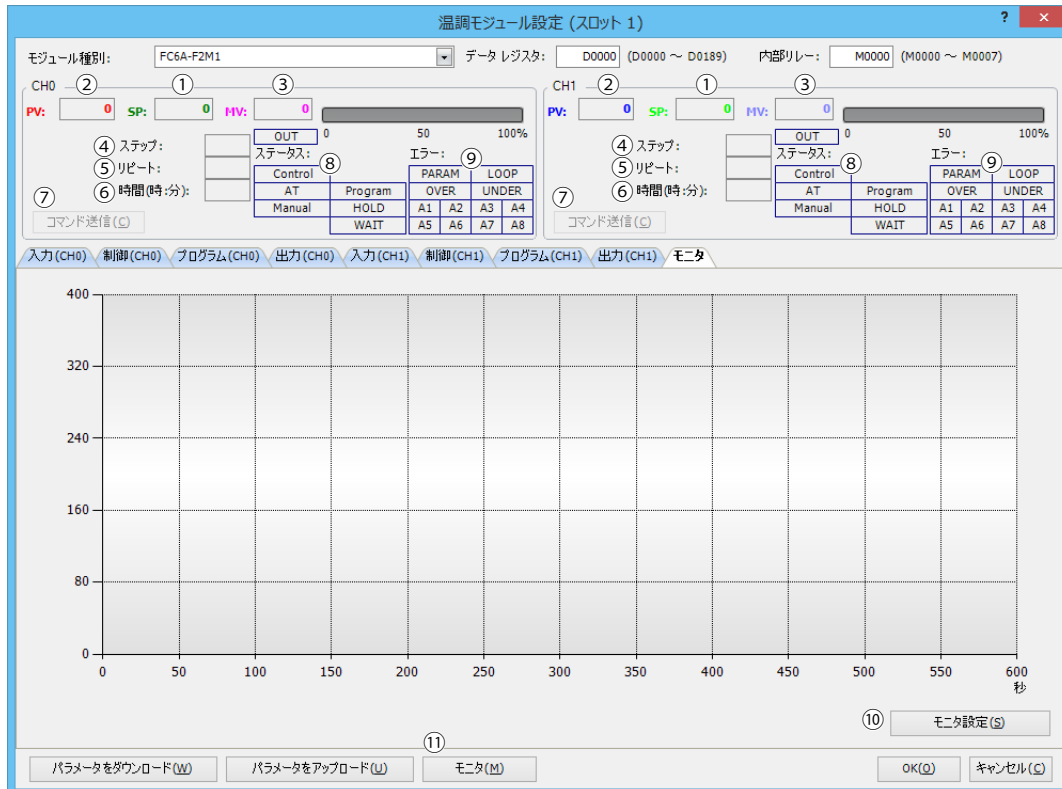 温調モジュール設定 (スロット 1)
? ×
モジュール種別: FC6A-F2M1 データ レジスタ: D0000 (D0000 ～ D0189) 内部リレー: M0000 (M0000 ～ M0007)
CH0 ② ① ③
PV: 0 SP: 0 MV: 0
OUT 0 50 100%
④ ステップ:
⑤ リピート:
⑥ 時間(時:分):
⑦ コマンド送信(C)
ステータス: ⑧
Control
AT Program
Manual HOLD
WAIT
エラー: ⑨
PARAM LOOP
OVER UNDER
A1 A2 A3 A4
A5 A6 A7 A8
CH1 ② ① ③
PV: 0 SP: 0 MV: 0
OUT 0 50 100%
④ ステップ:
⑤ リピート:
⑥ 時間(時:分):
⑦ コマンド送信(C)
ステータス: ⑧
Control
AT Program
Manual HOLD
WAIT
エラー: ⑨
PARAM LOOP
OVER UNDER
A1 A2 A3 A4
A5 A6 A7 A8
入力(CH0) 制御(CH0) プログラム(CH0) 出力(CH0) 入力(CH1) 制御(CH1) プログラム(CH1) 出力(CH1) モニタ
400
320
240
160
80
0
0 50 100 150 200 250 300 350 400 450 500 550 600
秒
⑩ モニタ設定(S)
⑪
パラメータをダウンロード(W) パラメータをアップロード(U) モニタ(M) OK(O) キャンセル(C)